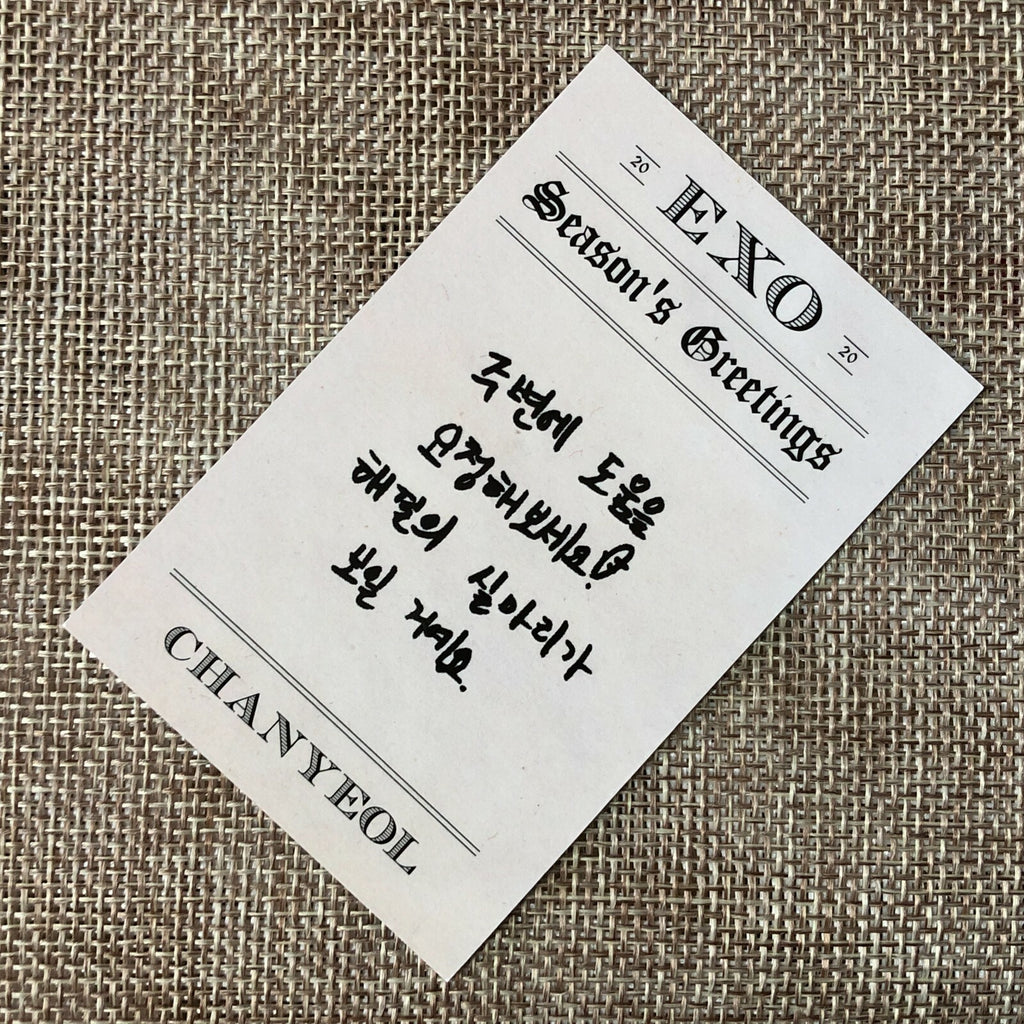 20 EXO 20
Season's Greetings
주변에 도움을
요청해보세요!
해결의 실마리가
보일 거예요.
CHANYEOL